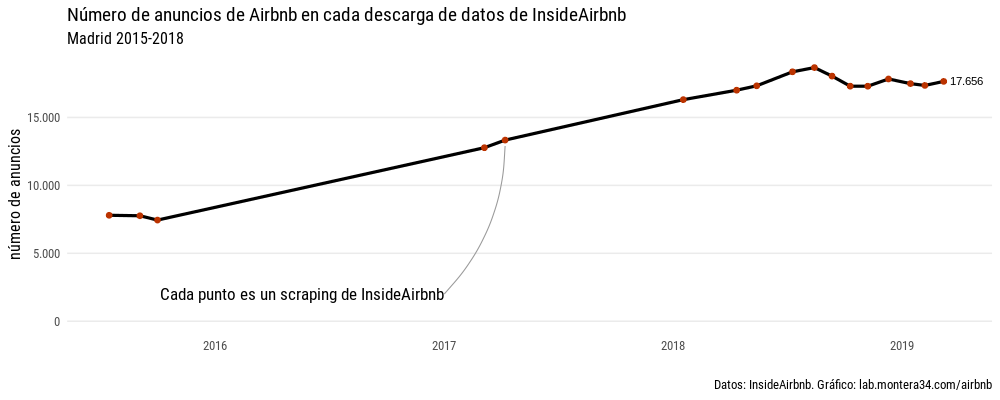 Número de anuncios de Airbnb en cada descarga de datos de InsideAirbnb
Madrid 2015-2018
17.656
15.000
10.000
5.000
0
número de anuncios
Cada punto es un scraping de InsideAirbnb
2016 2017 2018 2019
Datos: InsideAirbnb. Gráfico: lab.montera34.com/airbnb